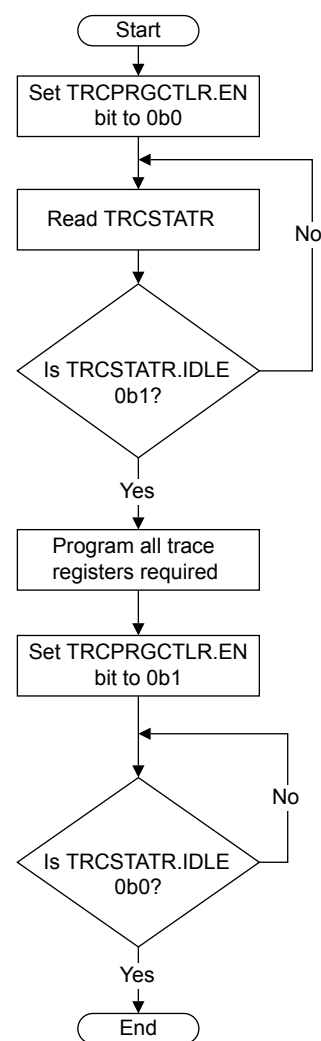 Start
Set TRCPRGCTLR.EN
bit to 0b0
Read TRCSTATR
No
Is TRCSTATR.IDLE
0b1?
Yes
Program all trace
registers required
Set TRCPRGCTLR.EN
bit to 0b1
No
Is TRCSTATR.IDLE
0b0?
Yes
End